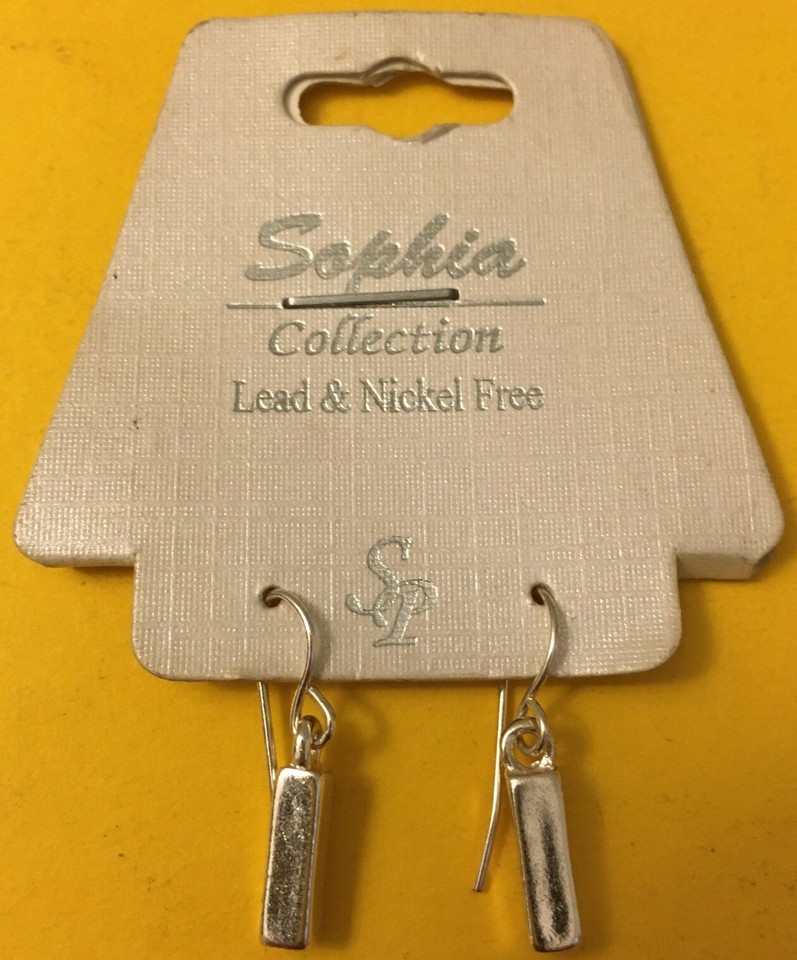 Sophia
Collection
Lead & Nickel Free
SP